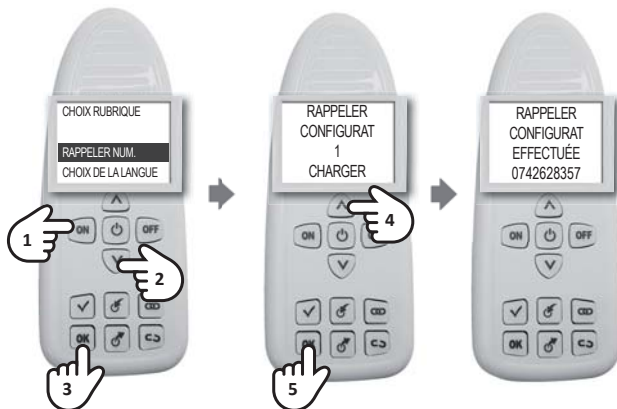 CHOIX RUBRIQUE
RAPPELER NUM.
CHOIX DE LA LANGUE
ON
OFF
OK
1
2
3
RAPPELER
CONFIGURAT
1
CHARGER
ON
OFF
OK
4
5
RAPPELER
CONFIGURAT
EFFECTUÉE
0742628357
ON
OFF
OK